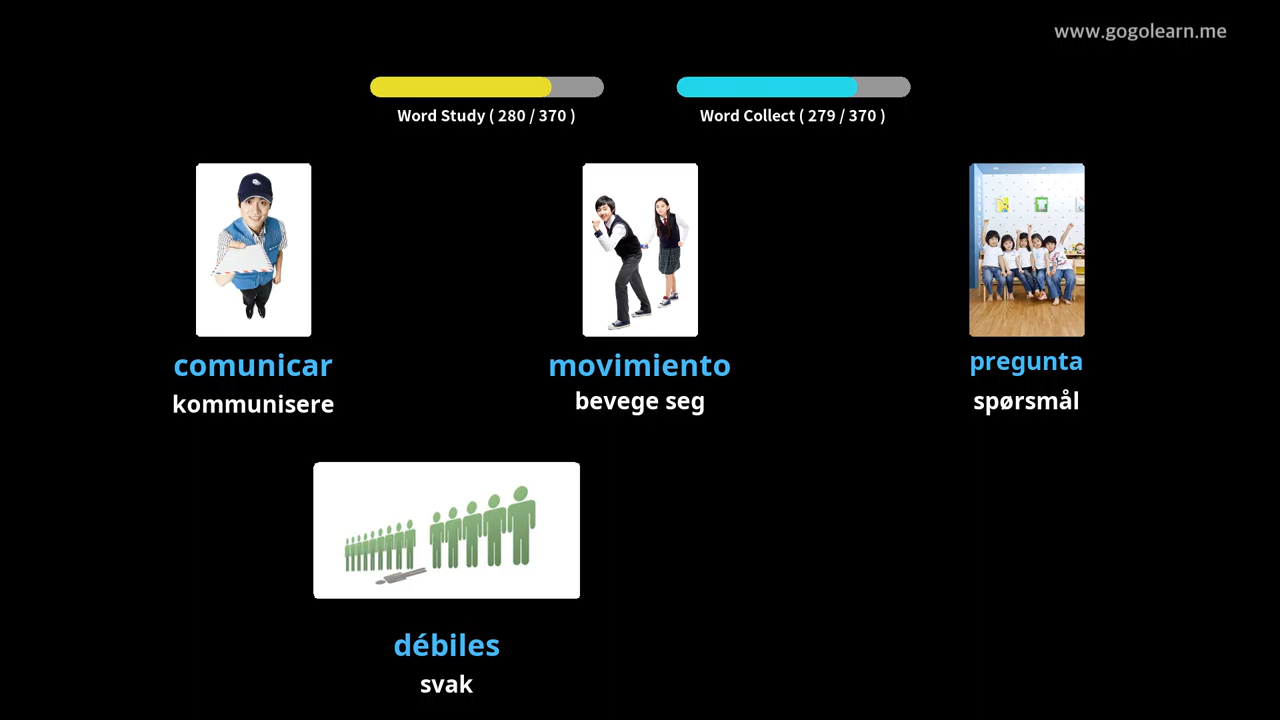 www.gogolearn.me
Word Study ( 280 / 370 )
Word Collect ( 279 / 370 )
comunicar
kommunisere
movimiento
bevege seg
pregunta
spørsmål
débiles
svak